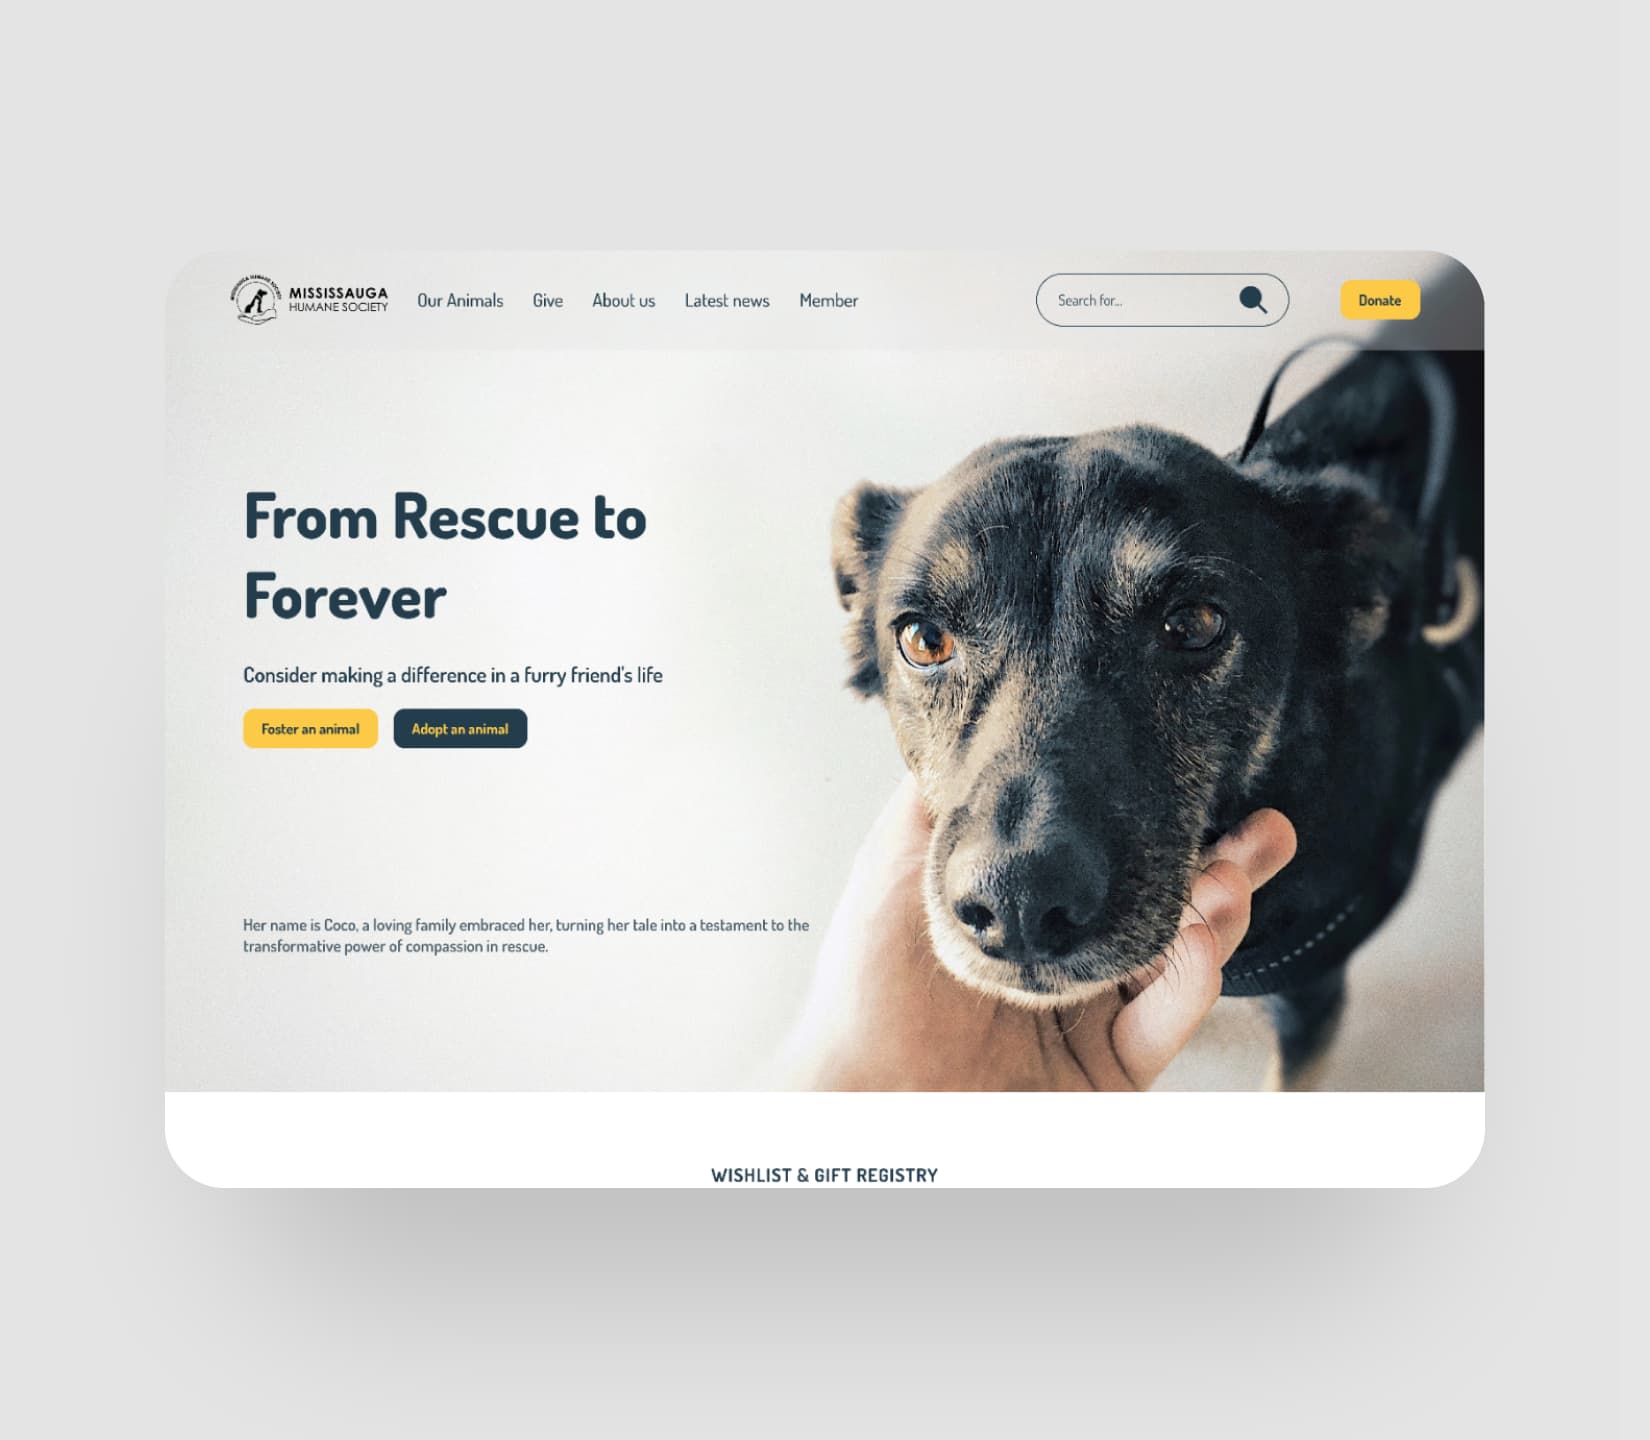 MISSISSAUGA
HUMANE SOCIETY
Our Animals
Give
About us
Latest news
Member
Search for...
Donate
From Rescue to
Forever
Consider making a difference in a furry friend's life
Foster an animal
Adopt an animal
Her name is Coco, a loving family embraced her, turning her tale into a testament to the
transformative power of compassion in rescue.
WISHLIST & GIFT REGISTRY